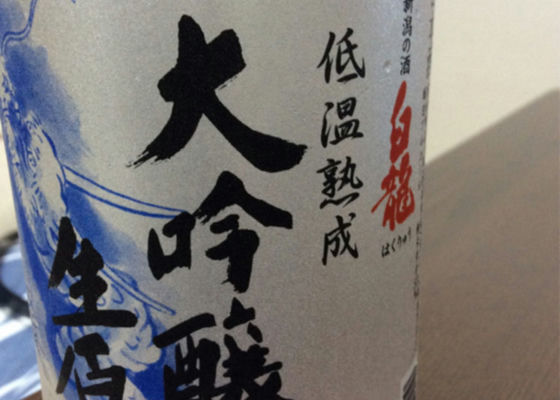 新潟の酒
白龍
はくりゅう
低温熟成
大吟醸
生